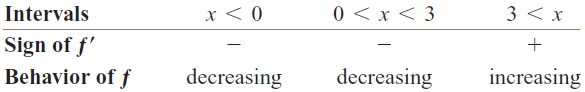 Intervals x < 0 0 < x < 3 3 < x
Sign of f′ − − +
Behavior of f decreasing decreasing increasing